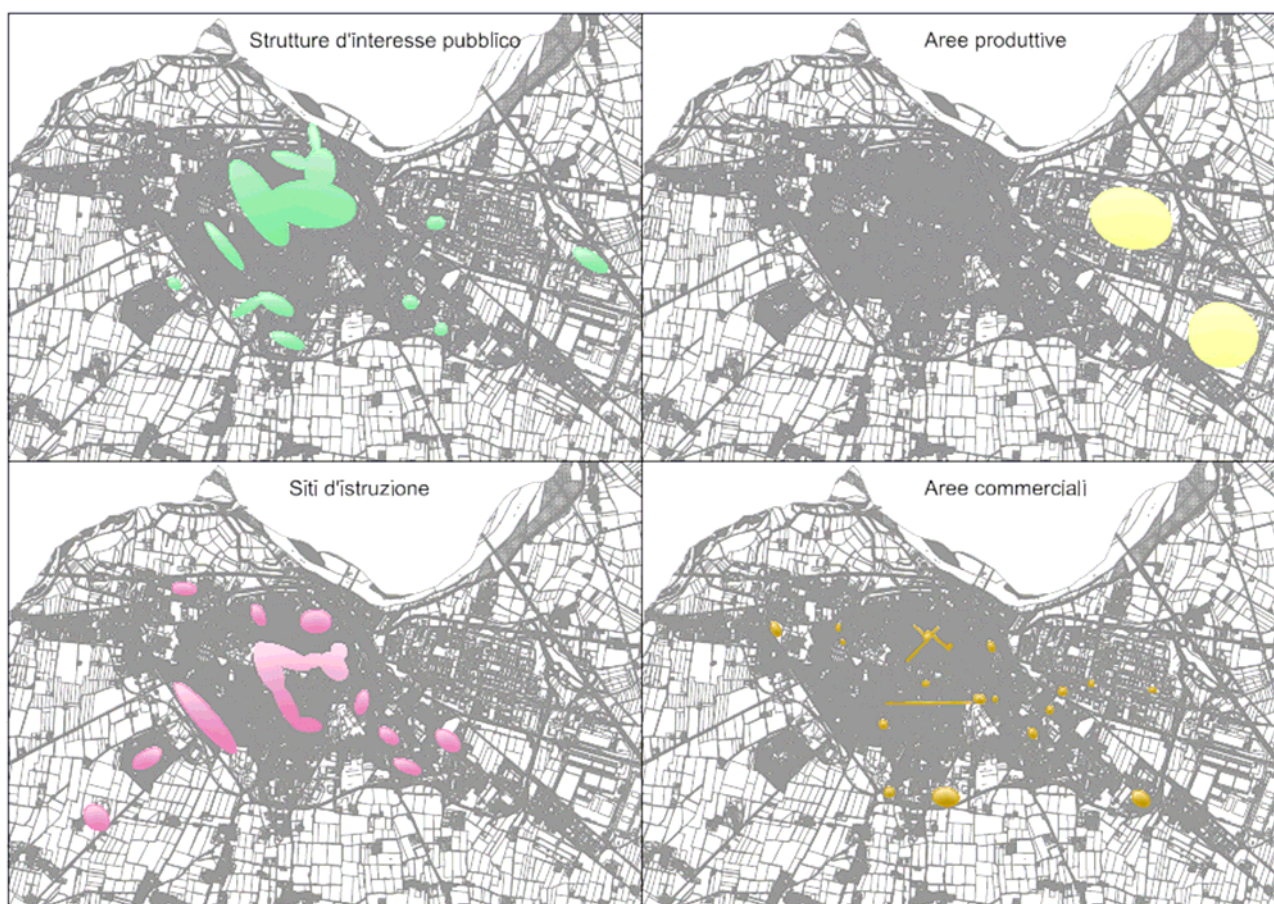 Strutture d'interesse pubblico
Aree produttive
Siti d'istruzione
Aree commerciali